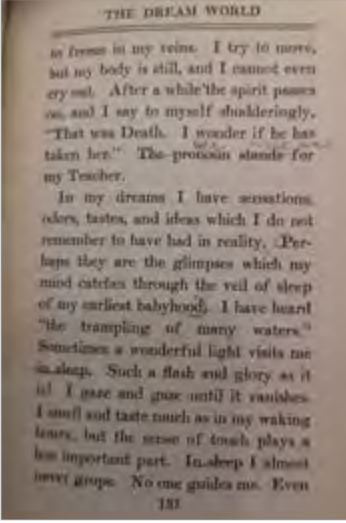 THE DREAM WORLD
to freeze in my veins. I try to move,
but my body is still, and I cannot even
cry out. After a while the spirit passes
on, and I say to myself shudderingly,
"That was Death. I wonder if he has
taken her." The pronoun stands for
my Teacher.
In my dreams I have sensations,
odors, tastes, and ideas which I do not
remember to have had in reality. Per-
haps they are the glimpses which my
mind catches through the veil of sleep
of my earliest babyhood. I have heard
"the trampling of many waters."
Sometimes a wonderful light visits me
in sleep. Such a flash and glory as it
is! I gaze and gaze until it vanishes.
I smell and taste much as in my waking
hours, but the sense of touch plays a
less important part. In sleep I almost
never grope. No one guides me. Even